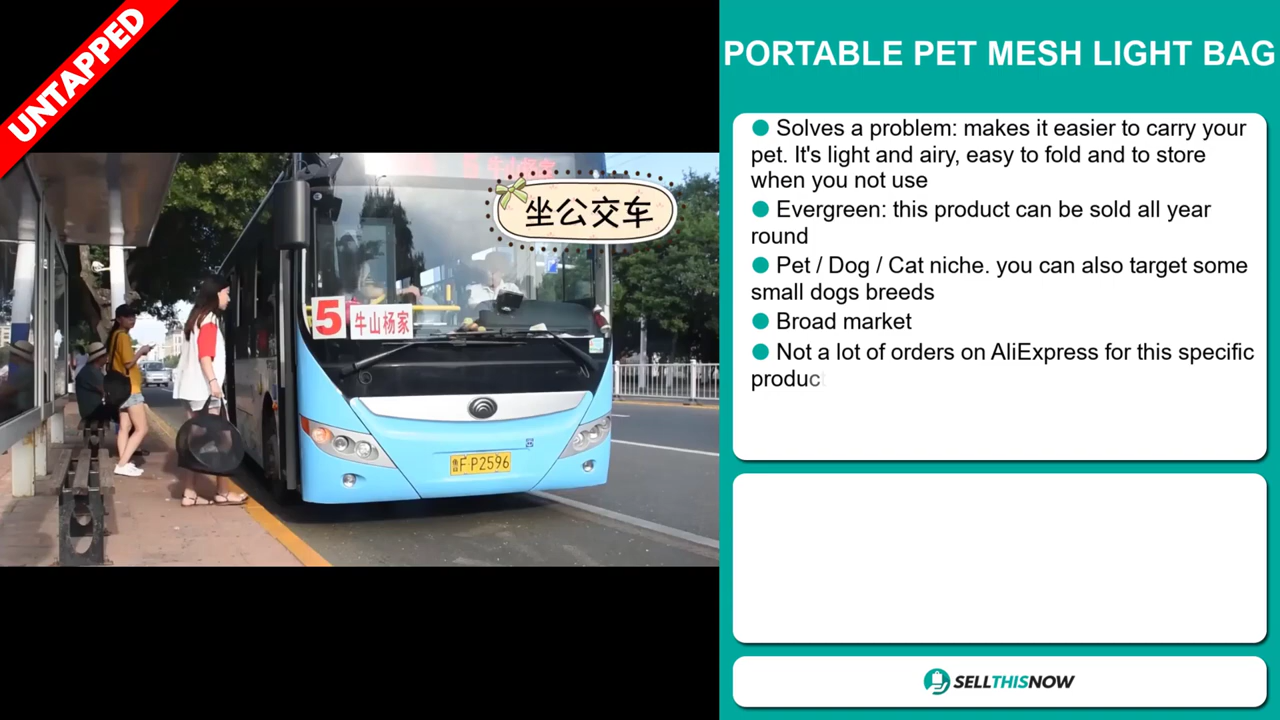 UNTAPPED
坐公交车
5 牛山杨家
F·P2596
PORTABLE PET MESH LIGHT BAG
● Solves a problem: makes it easier to carry your
pet. It's light and airy, easy to fold and to store
when you not use
● Evergreen: this product can be sold all year
round
● Pet / Dog / Cat niche. you can also target some
small dogs breeds
● Broad market
● Not a lot of orders on AliExpress for this specific
produc
SELLTHISNOW